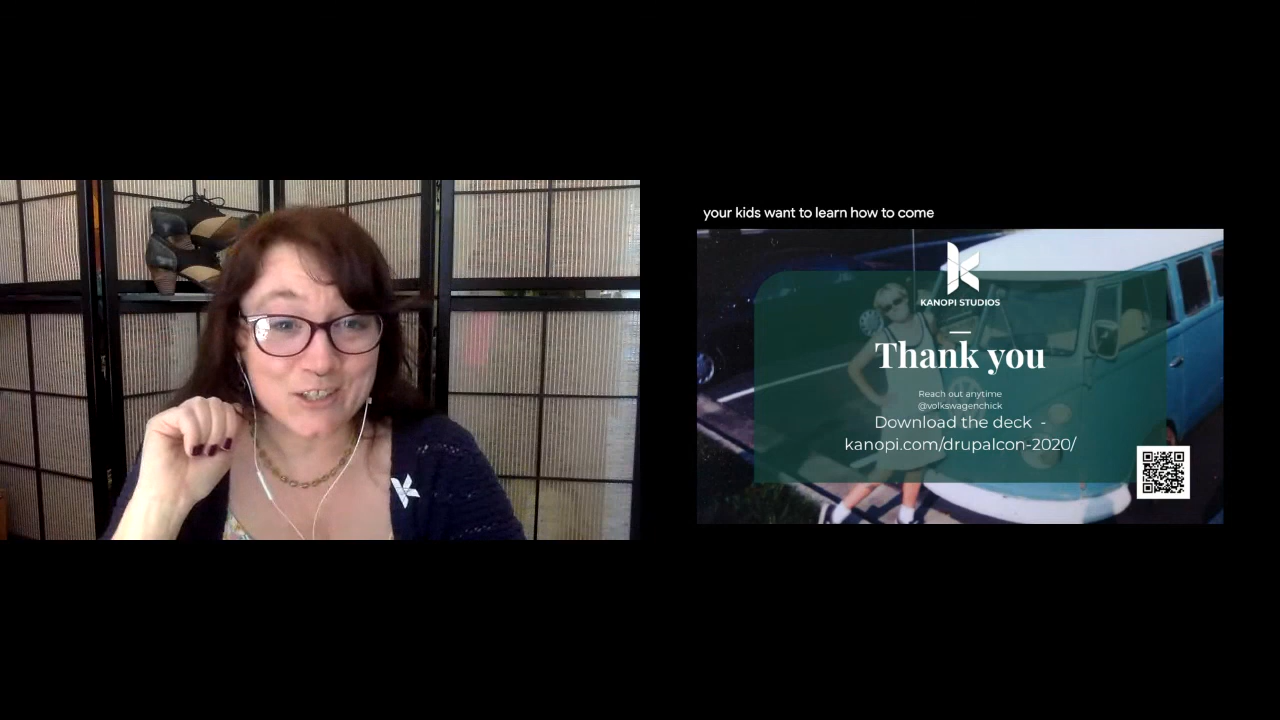 your kids want to learn how to come
KANOPI STUDIOS
Thank you
Reach out anytime
@volkswagenchick
Download the deck -
kanopi.com/drupalcon-2020/